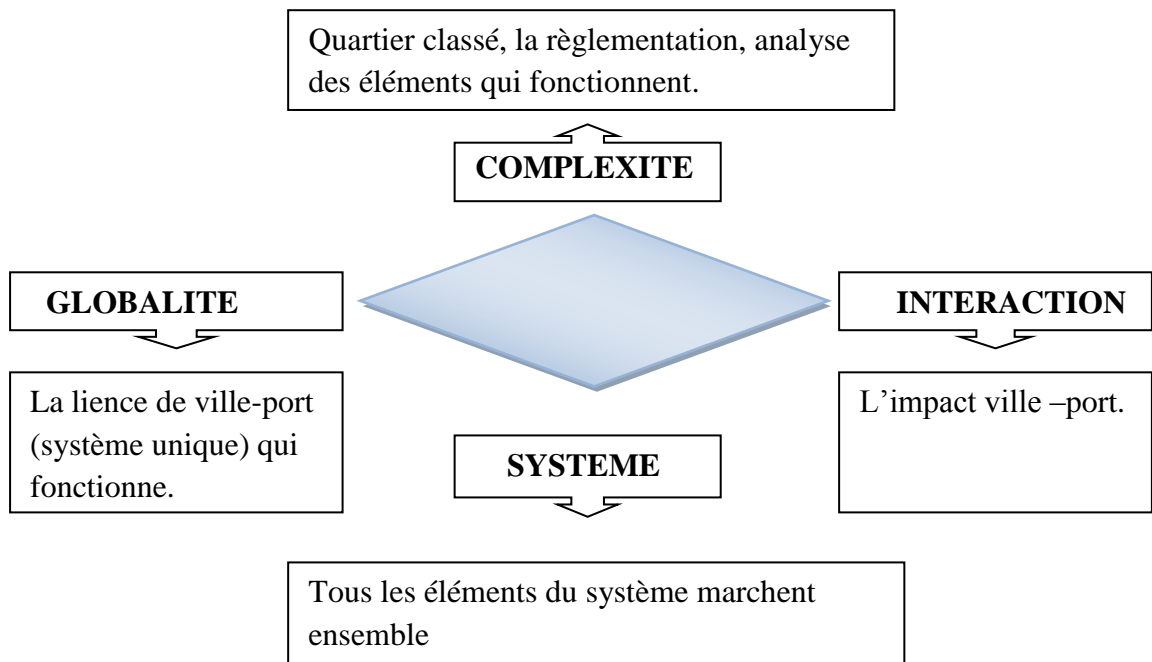 Quartier classé, la règlementation, analyse
des éléments qui fonctionnent.
COMPLEXITE
GLOBALITE
INTERACTION
La lience de ville-port
(système unique) qui
fonctionne.
L’impact ville –port.
SYSTEME
Tous les éléments du système marchent
ensemble